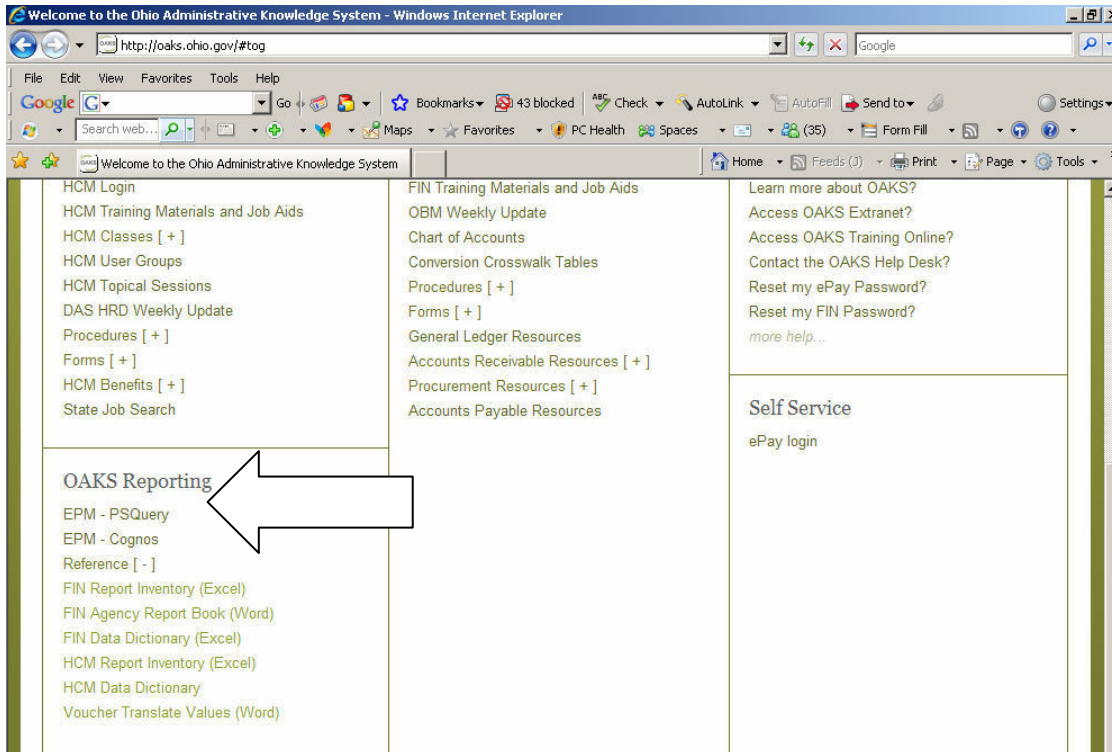 Welcome to the Ohio Administrative Knowledge System - Windows Internet Explorer
http://oaks.ohio.gov/#tog
Google
File Edit View Favorites Tools Help
Google G Go Bookmarks 43 blocked Check AutoLink AutoFill Send to Settings
Search web... Maps Favorites PC Health Spaces (35) Form Fill
Welcome to the Ohio Administrative Knowledge System Home Feeds (J) Print Page Tools
HCM Login
HCM Training Materials and Job Aids
HCM Classes [ + ]
HCM User Groups
HCM Topical Sessions
DAS HRD Weekly Update
Procedures [ + ]
Forms [ + ]
HCM Benefits [ + ]
State Job Search
OAKS Reporting
EPM - PSQuery
EPM - Cognos
Reference [ - ]
FIN Report Inventory (Excel)
FIN Agency Report Book (Word)
FIN Data Dictionary (Excel)
HCM Report Inventory (Excel)
HCM Data Dictionary
Voucher Translate Values (Word)
FIN Training Materials and Job Aids
OBM Weekly Update
Chart of Accounts
Conversion Crosswalk Tables
Procedures [ + ]
Forms [ + ]
General Ledger Resources
Accounts Receivable Resources [ + ]
Procurement Resources [ + ]
Accounts Payable Resources
Learn more about OAKS?
Access OAKS Extranet?
Access OAKS Training Online?
Contact the OAKS Help Desk?
Reset my ePay Password?
Reset my FIN Password?
more help...
Self Service
ePay login